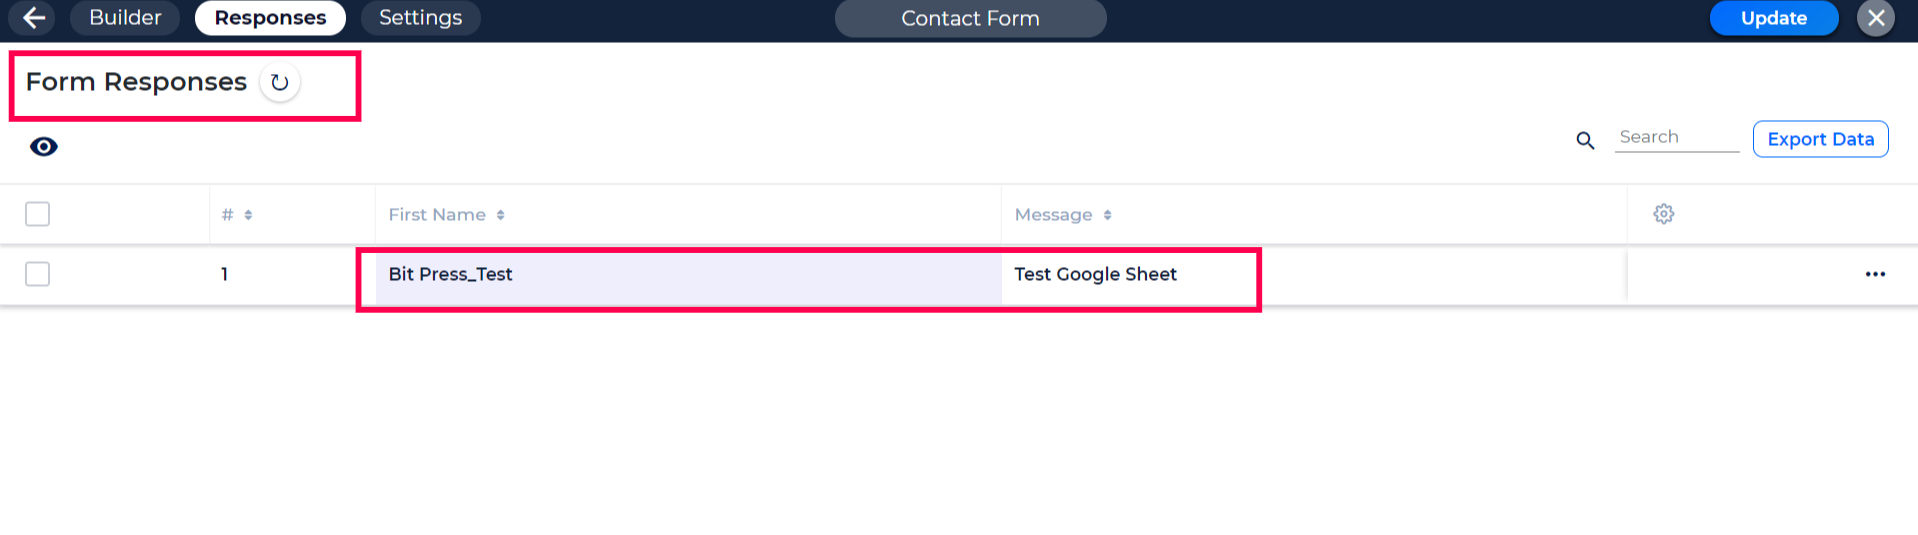 Builder Responses Settings Contact Form Update
Form Responses
Search Export Data
# First Name Message
1 Bit Press_Test Test Google Sheet